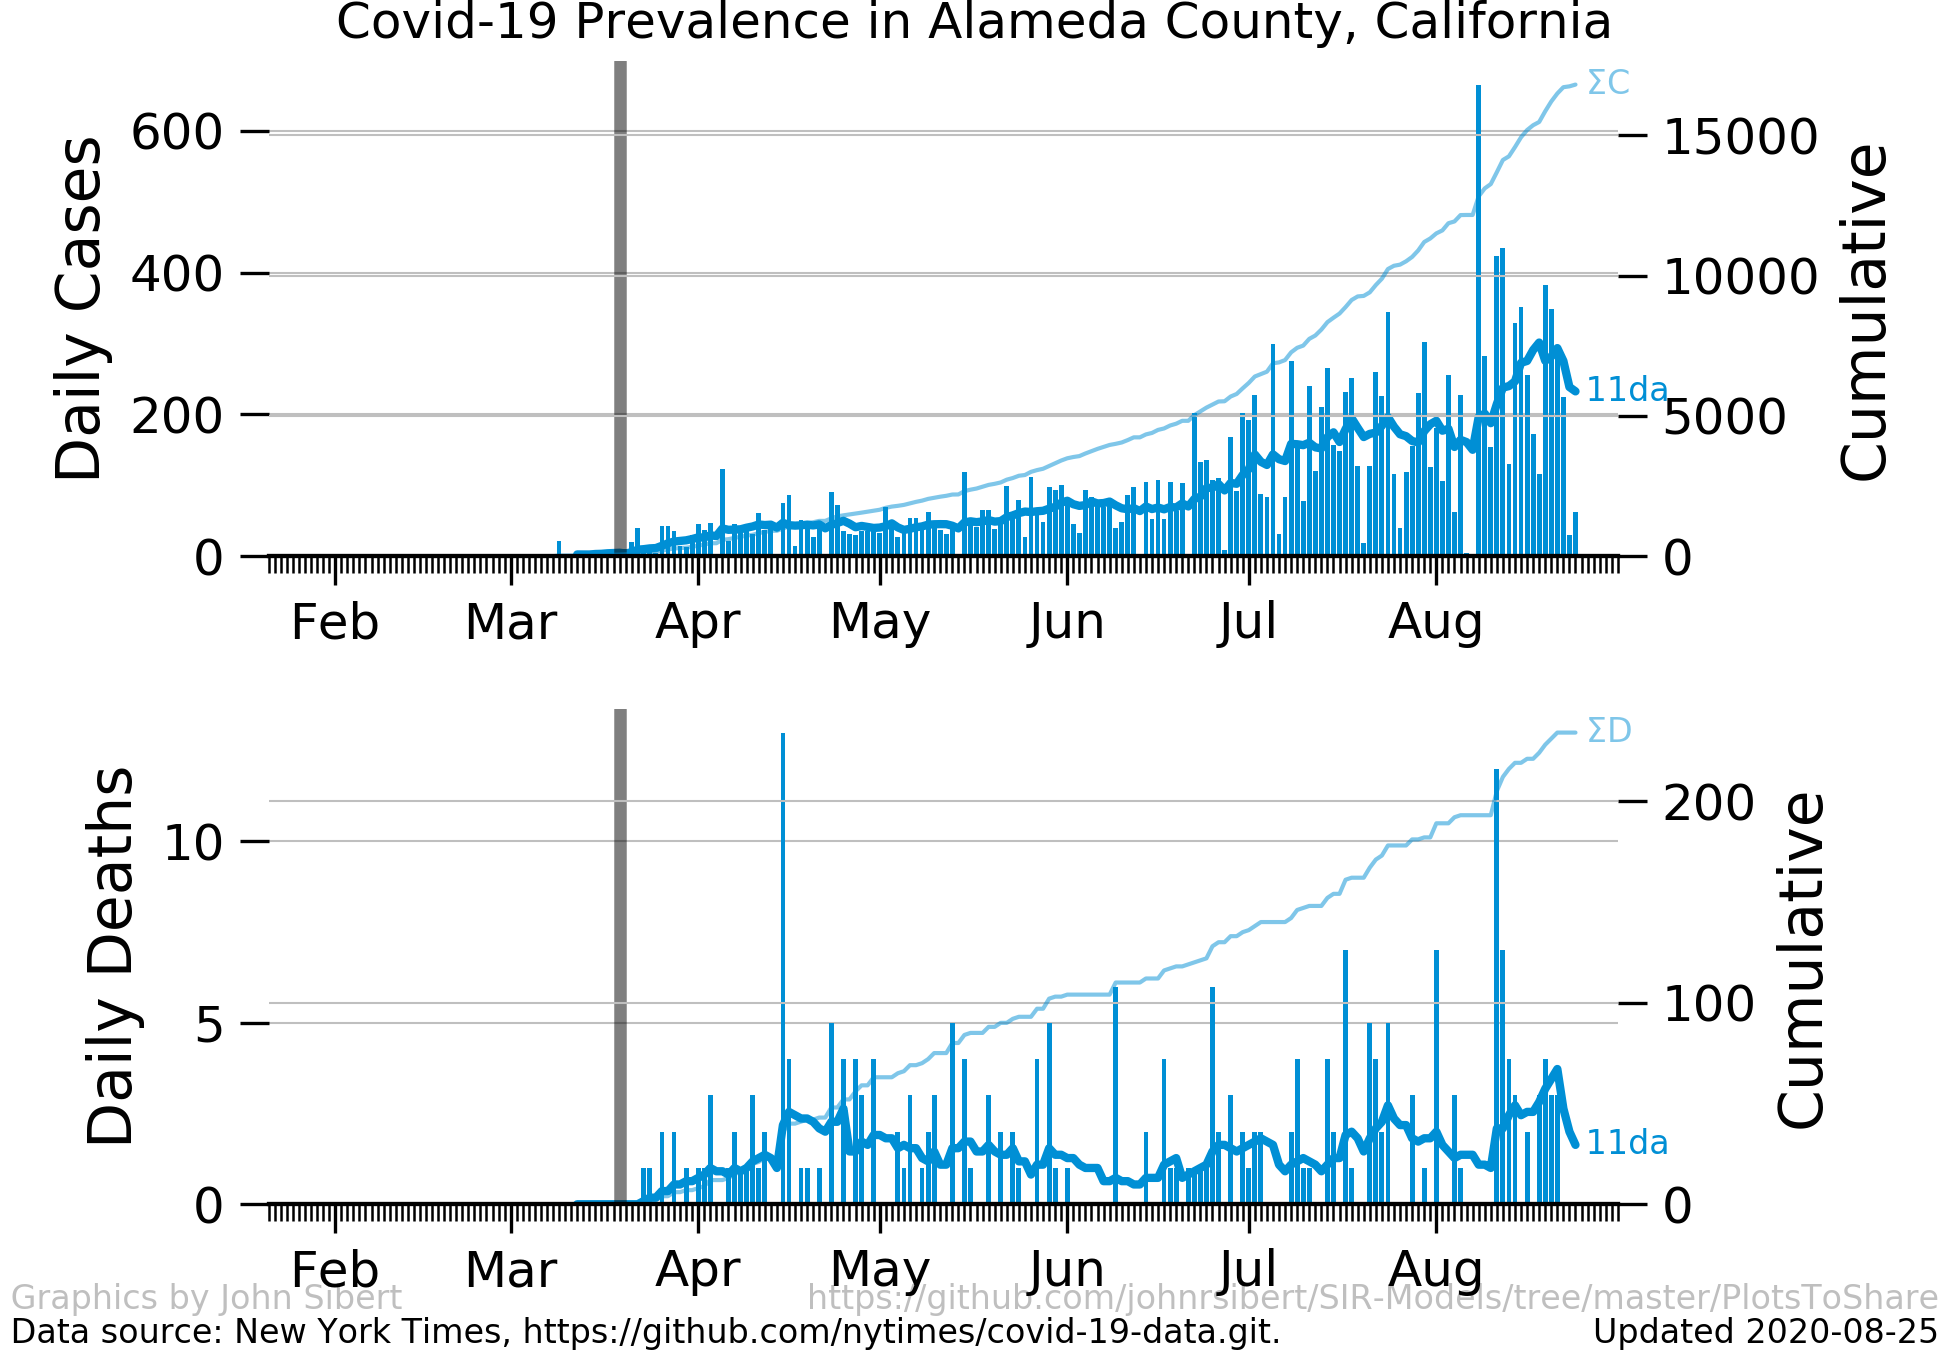 Covid-19 Prevalence in Alameda County, California
Daily Cases
600
400
200
0
ΣC
11da
15000
10000
5000
0
Cumulative
Feb Mar Apr May Jun Jul Aug
Daily Deaths
10
5
0
ΣD
11da
200
100
0
Cumulative
Feb Mar Apr May Jun Jul Aug
Graphics by John Sibert https://github.com/johnrsibert/SIR-Models/tree/master/PlotsToShare
Data source: New York Times, https://github.com/nytimes/covid-19-data.git. Updated 2020-08-25